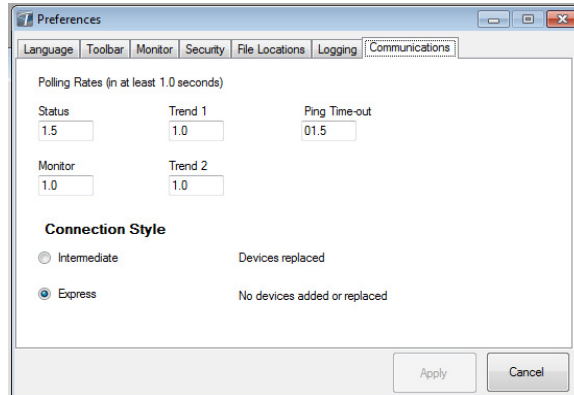 Preferences
Language Toolbar Monitor Security File Locations Logging Communications
Polling Rates (in at least 1.0 seconds)
Status Trend 1 Ping Time-out
1.5 1.0 01.5
Monitor Trend 2
1.0 1.0
Connection Style
Intermediate Devices replaced
Express No devices added or replaced
Apply Cancel